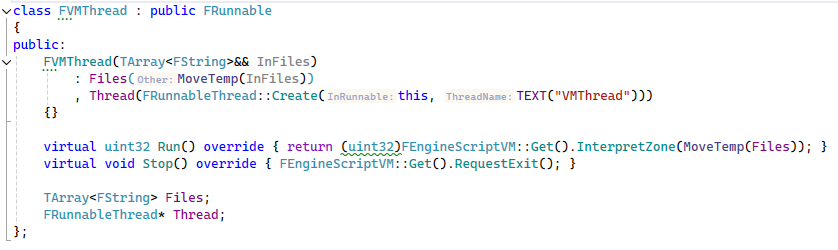 class FVMThread : public FRunnable
{
public:
    FVMThread(TArray<FString>&& InFiles)
        : Files(Other:MoveTemp(InFiles))
        , Thread(FRunnableThread::Create(InRunnable:this, ThreadName:TEXT("VMThread")))
    {}
    virtual uint32 Run() override { return (uint32)FEngineScriptVM::Get().InterpretZone(MoveTemp(Files)); }
    virtual void Stop() override { FEngineScriptVM::Get().RequestExit(); }
    TArray<FString> Files;
    FRunnableThread* Thread;
};